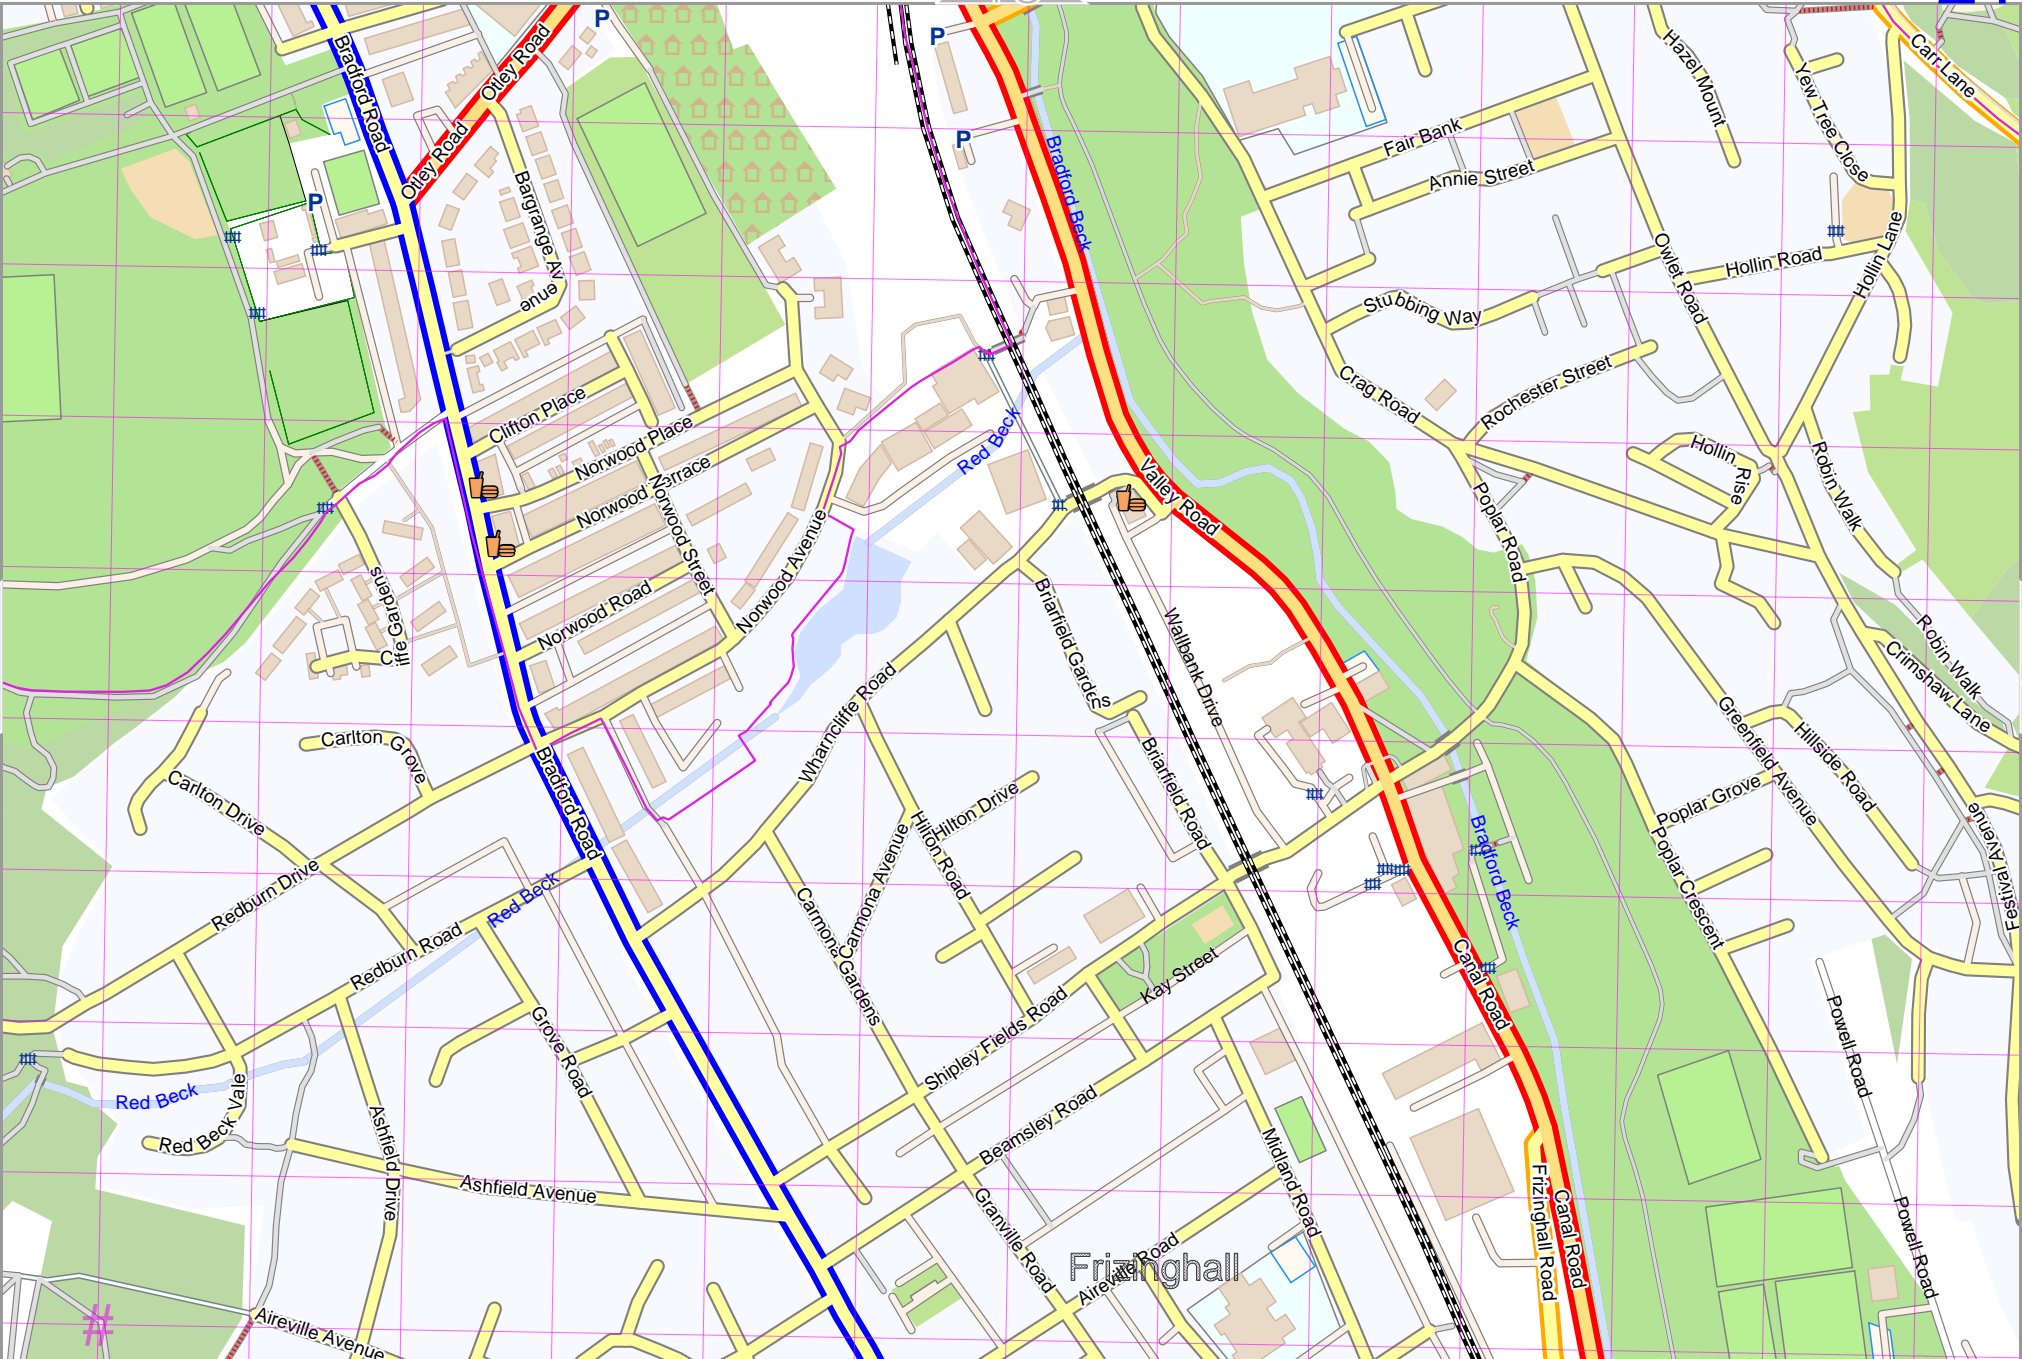 P
P
P
P
Bradford Road
Otley Road
Otley Road
Bargrange Avenue
Bradford Beck
Hazel Mount
Yew Tree Close
Carr Lane
Fair Bank
Annie Street
Owlet Road
Hollin Road
Hollin Lane
Stubbing Way
Crag Road
Rochester Street
Clifton Place
Norwood Place
Norwood Terrace
Norwood Street
Norwood Road
Norwood Avenue
Red Beck
Valley Road
Hollin Rise
Robin Walk
Poplar Road
Cliffe Gardens
Briarfield Gardens
Wallbank Drive
Robin Walk
Crimshaw Lane
Carlton Grove
Carlton Drive
Bradford Road
Wharncliffe Road
Briarfield Road
Greenfield Avenue
Hillside Road
Poplar Grove
Poplar Crescent
Festival Avenue
Hilton Drive
Hilton Road
Carmona Avenue
Carmona Gardens
Bradford Beck
Redburn Drive
Redburn Road
Red Beck
Kay Street
Canal Road
Shipley Fields Road
Grove Road
Powell Road
Red Beck
Red Beck Vale
Ashfield Drive
Ashfield Avenue
Beamsley Road
Midland Road
Granville Road
Frizinghall Road
Canal Road
Powell Road
Frizinghall
Aireville Road
Aireville Avenue
#